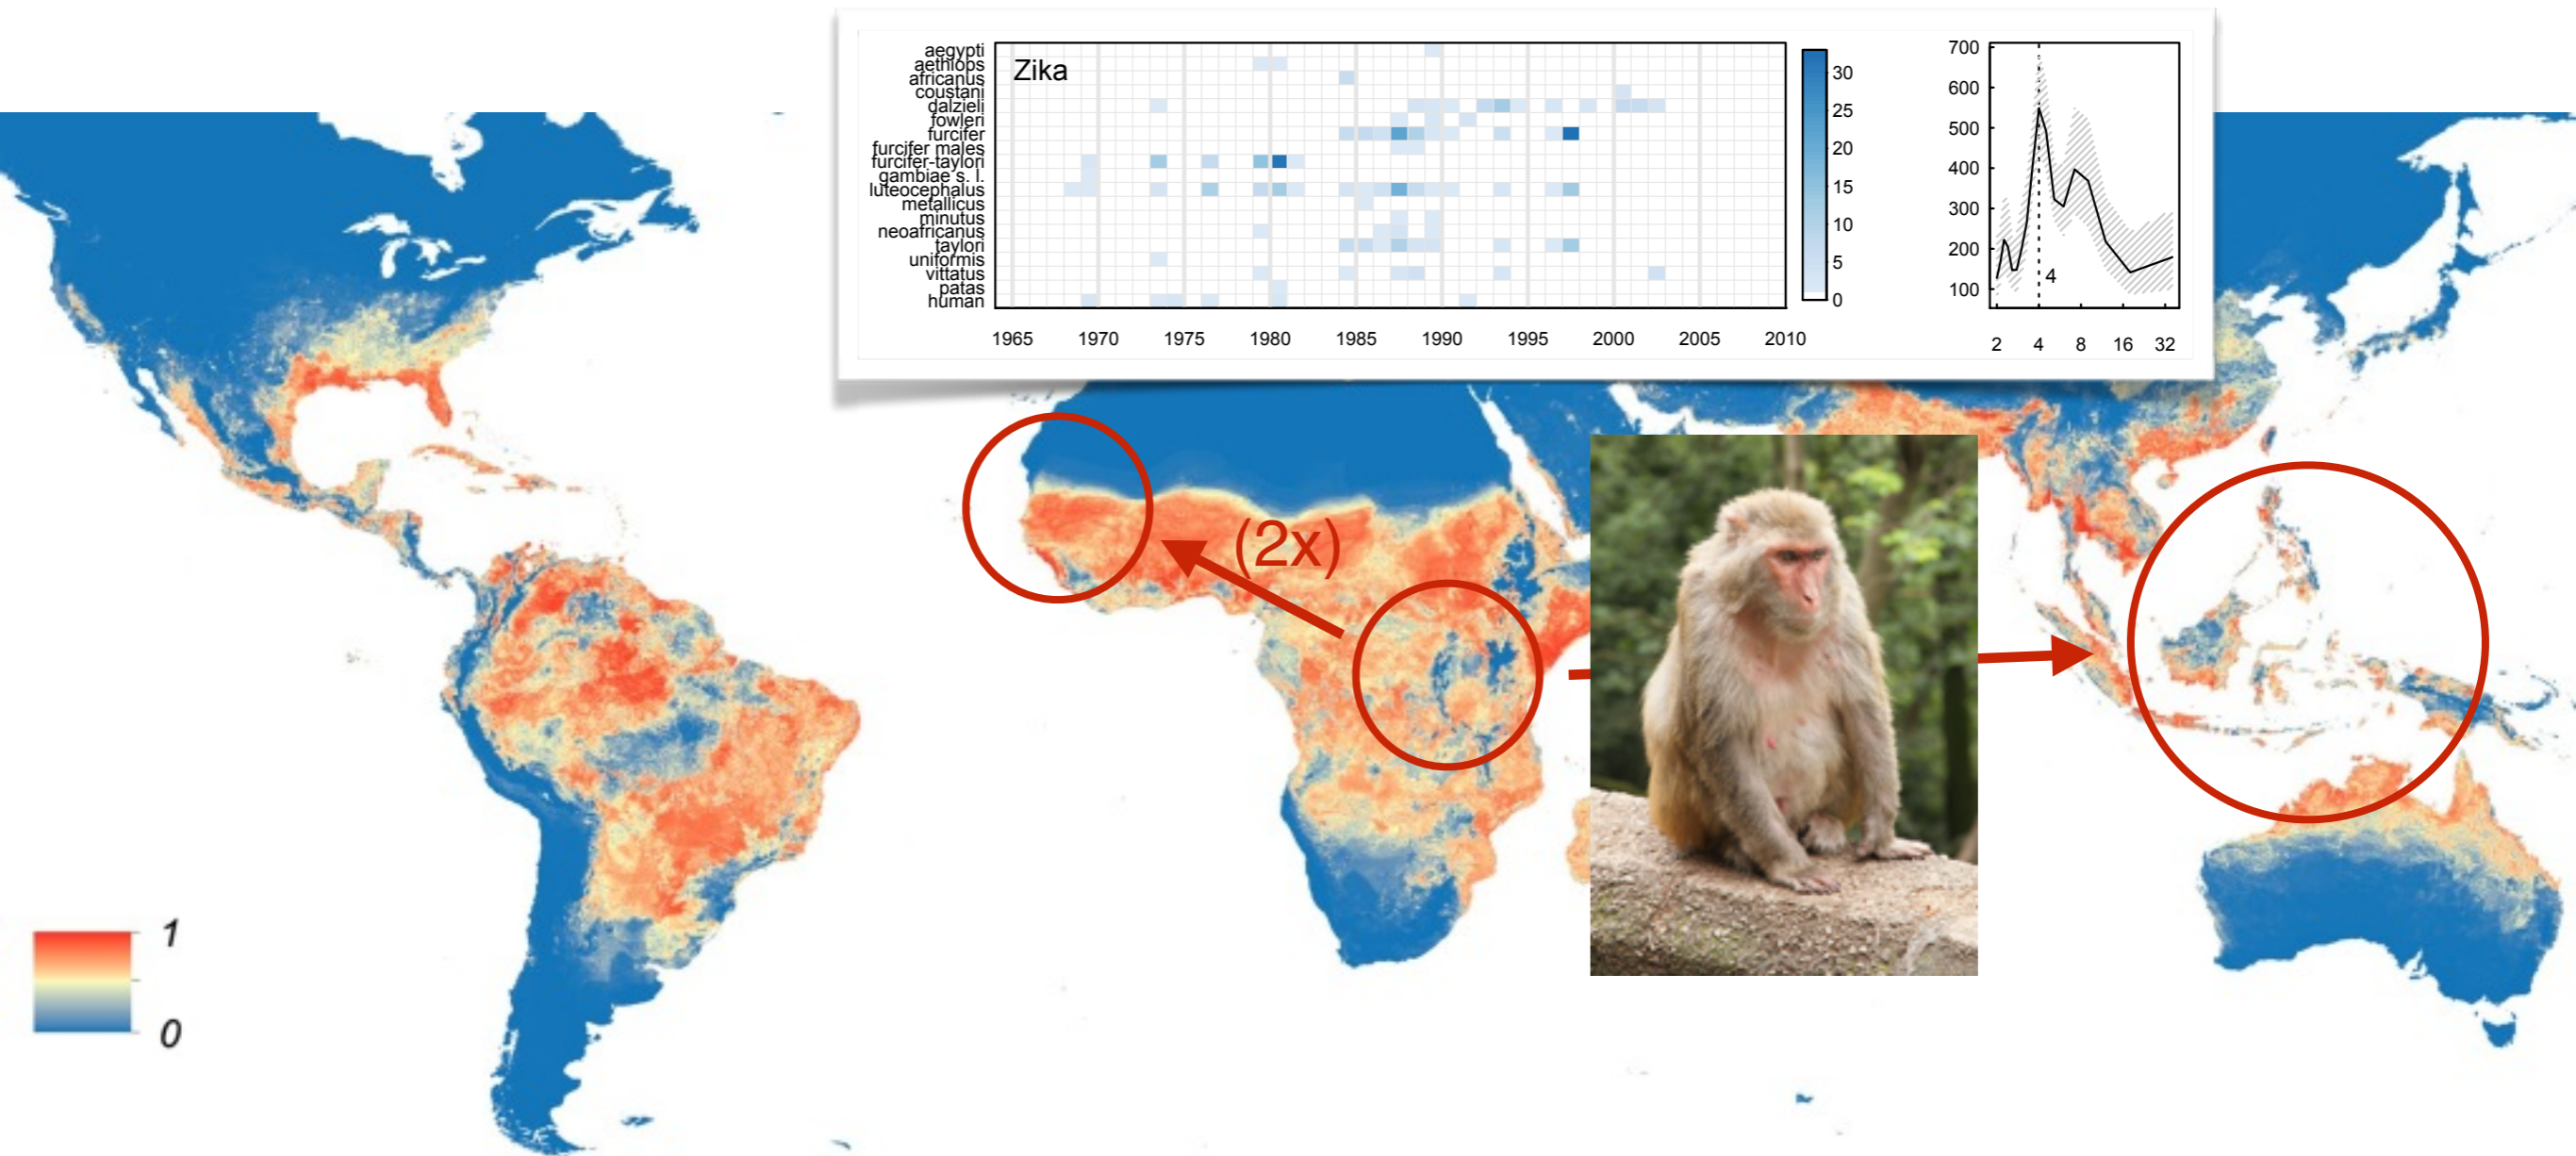 aegypti
aethiops
africanus
coustani
dalzieli
fowleri
furcifer
furcifer males
furcifer-taylori
gambiae s. l.
luteocephalus
metallicus
minutus
neoafricanus
taylori
uniformis
vittatus
patas
human
Zika
1965 1970 1975 1980 1985 1990 1995 2000 2005 2010
30
25
20
15
10
5
0
700
600
500
400
300
200
100
4
2 4 8 16 32
(2x)
1
0